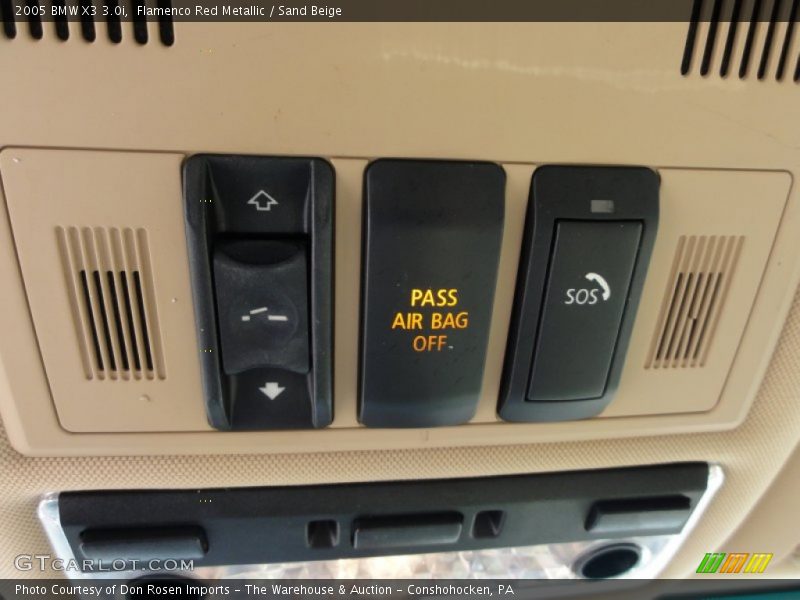 2005 BMW X3 3.0i,  Flamenco Red Metallic / Sand Beige
PASS
AIR BAG
OFF
SOS
GTCARLOT.COM
Photo Courtesy of Don Rosen Imports - The Warehouse & Auction - Conshohocken, PA